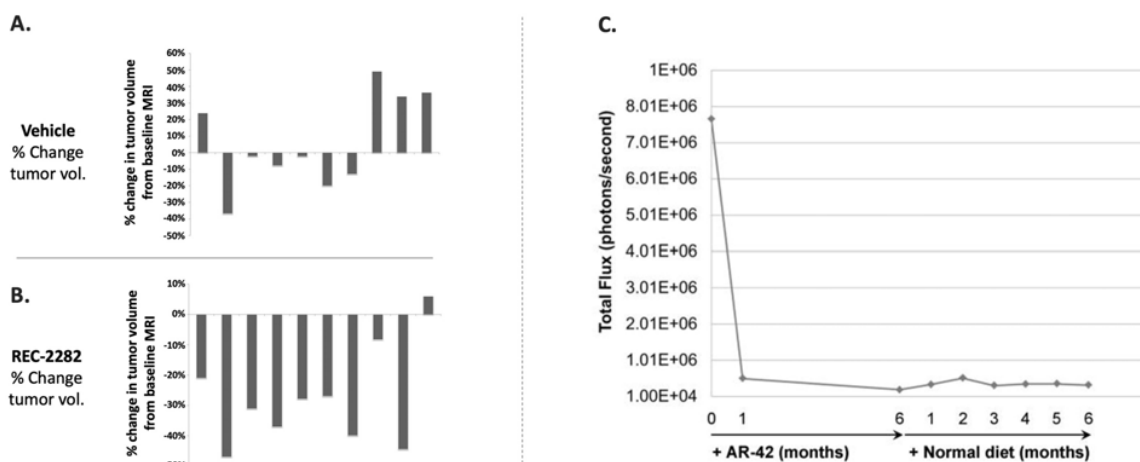 A.
Vehicle
% Change
tumor vol.
% change in tumor volume
from baseline MRI
60%
50%
40%
30%
20%
10%
0%
-10%
-20%
-30%
-40%
-50%
B.
REC-2282
% Change
tumor vol.
% change in tumor volume
from baseline MRI
10%
0%
-10%
-20%
-30%
-40%
C.
Total Flux (photons/second)
1E+06
8.01E+06
7.01E+06
6.01E+06
5.01E+06
4.01E+06
3.01E+06
2.01E+06
1.01E+06
1.00E+04
0 1 6 1 2 3 4 5 6
+ AR-42 (months) + Normal diet (months)